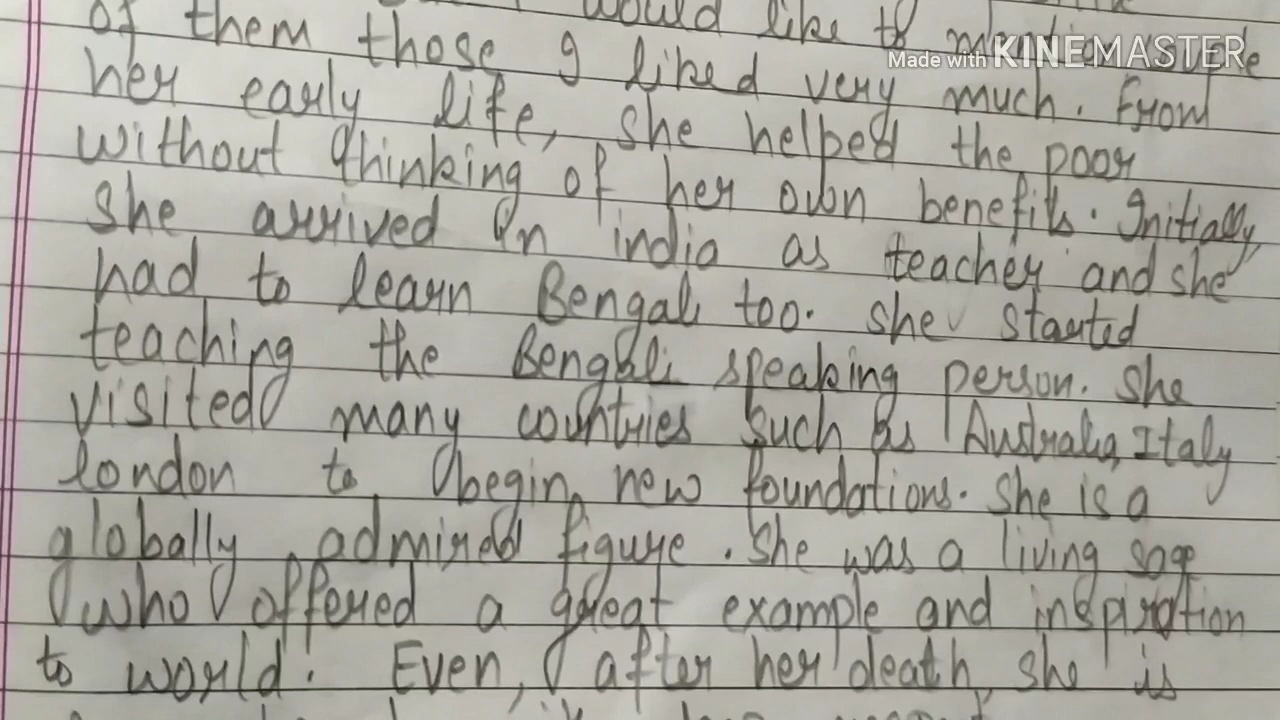 would like to
of them those I liked very much. From
Made with KINEMASTER
her early life, she helped the poor
without thinking of her own benefits. Initially,
she arrived in india as teacher and she
had to learn Bengali too. she started
teaching the Bengali speaking person. She
visited many countries such as Australia, Italy
london to begin new foundations. She is a
globally admired figure. She was a living sage
who offered a great example and inspiration
to world. Even, after her death, she is